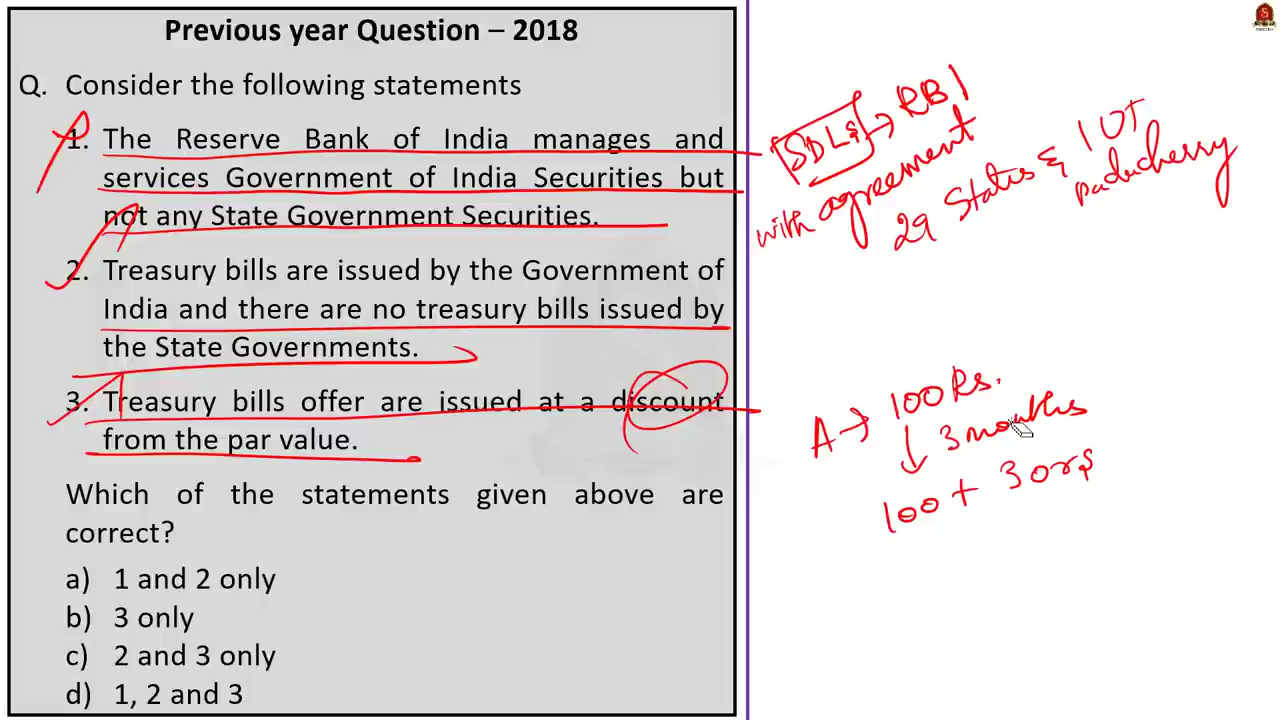 Previous year Question – 2018
Q. Consider the following statements
1. The Reserve Bank of India manages and
services Government of India Securities but
not any State Government Securities.
2. Treasury bills are issued by the Government of
India and there are no treasury bills issued by
the State Governments.
3. Treasury bills offer are issued at a discount
from the par value.
Which of the statements given above are
correct?
a) 1 and 2 only
b) 3 only
c) 2 and 3 only
d) 1, 2 and 3
SDLs → RBI
with agreement
29 States & 1 UT
puducherry
A → 100 Rs.
↓ 3 months
100 + 30rs